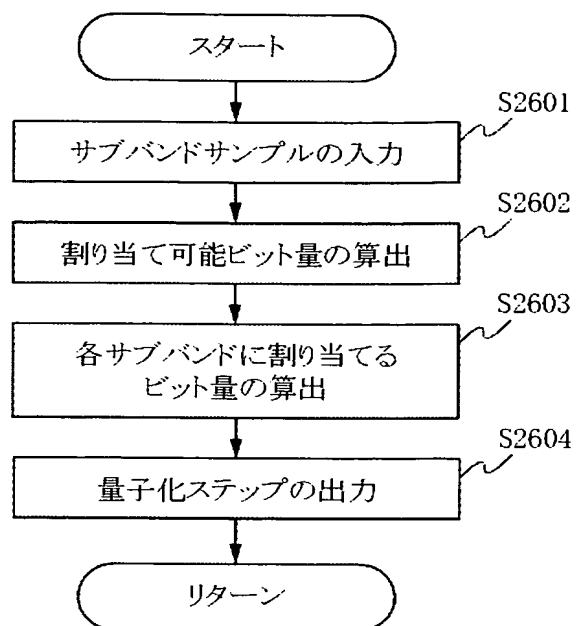 スタート
S2601
サブバンドサンプルの入力
S2602
割り当て可能ビット量の算出
S2603
各サブバンドに割り当てる
ビット量の算出
S2604
量子化ステップの出力
リターン